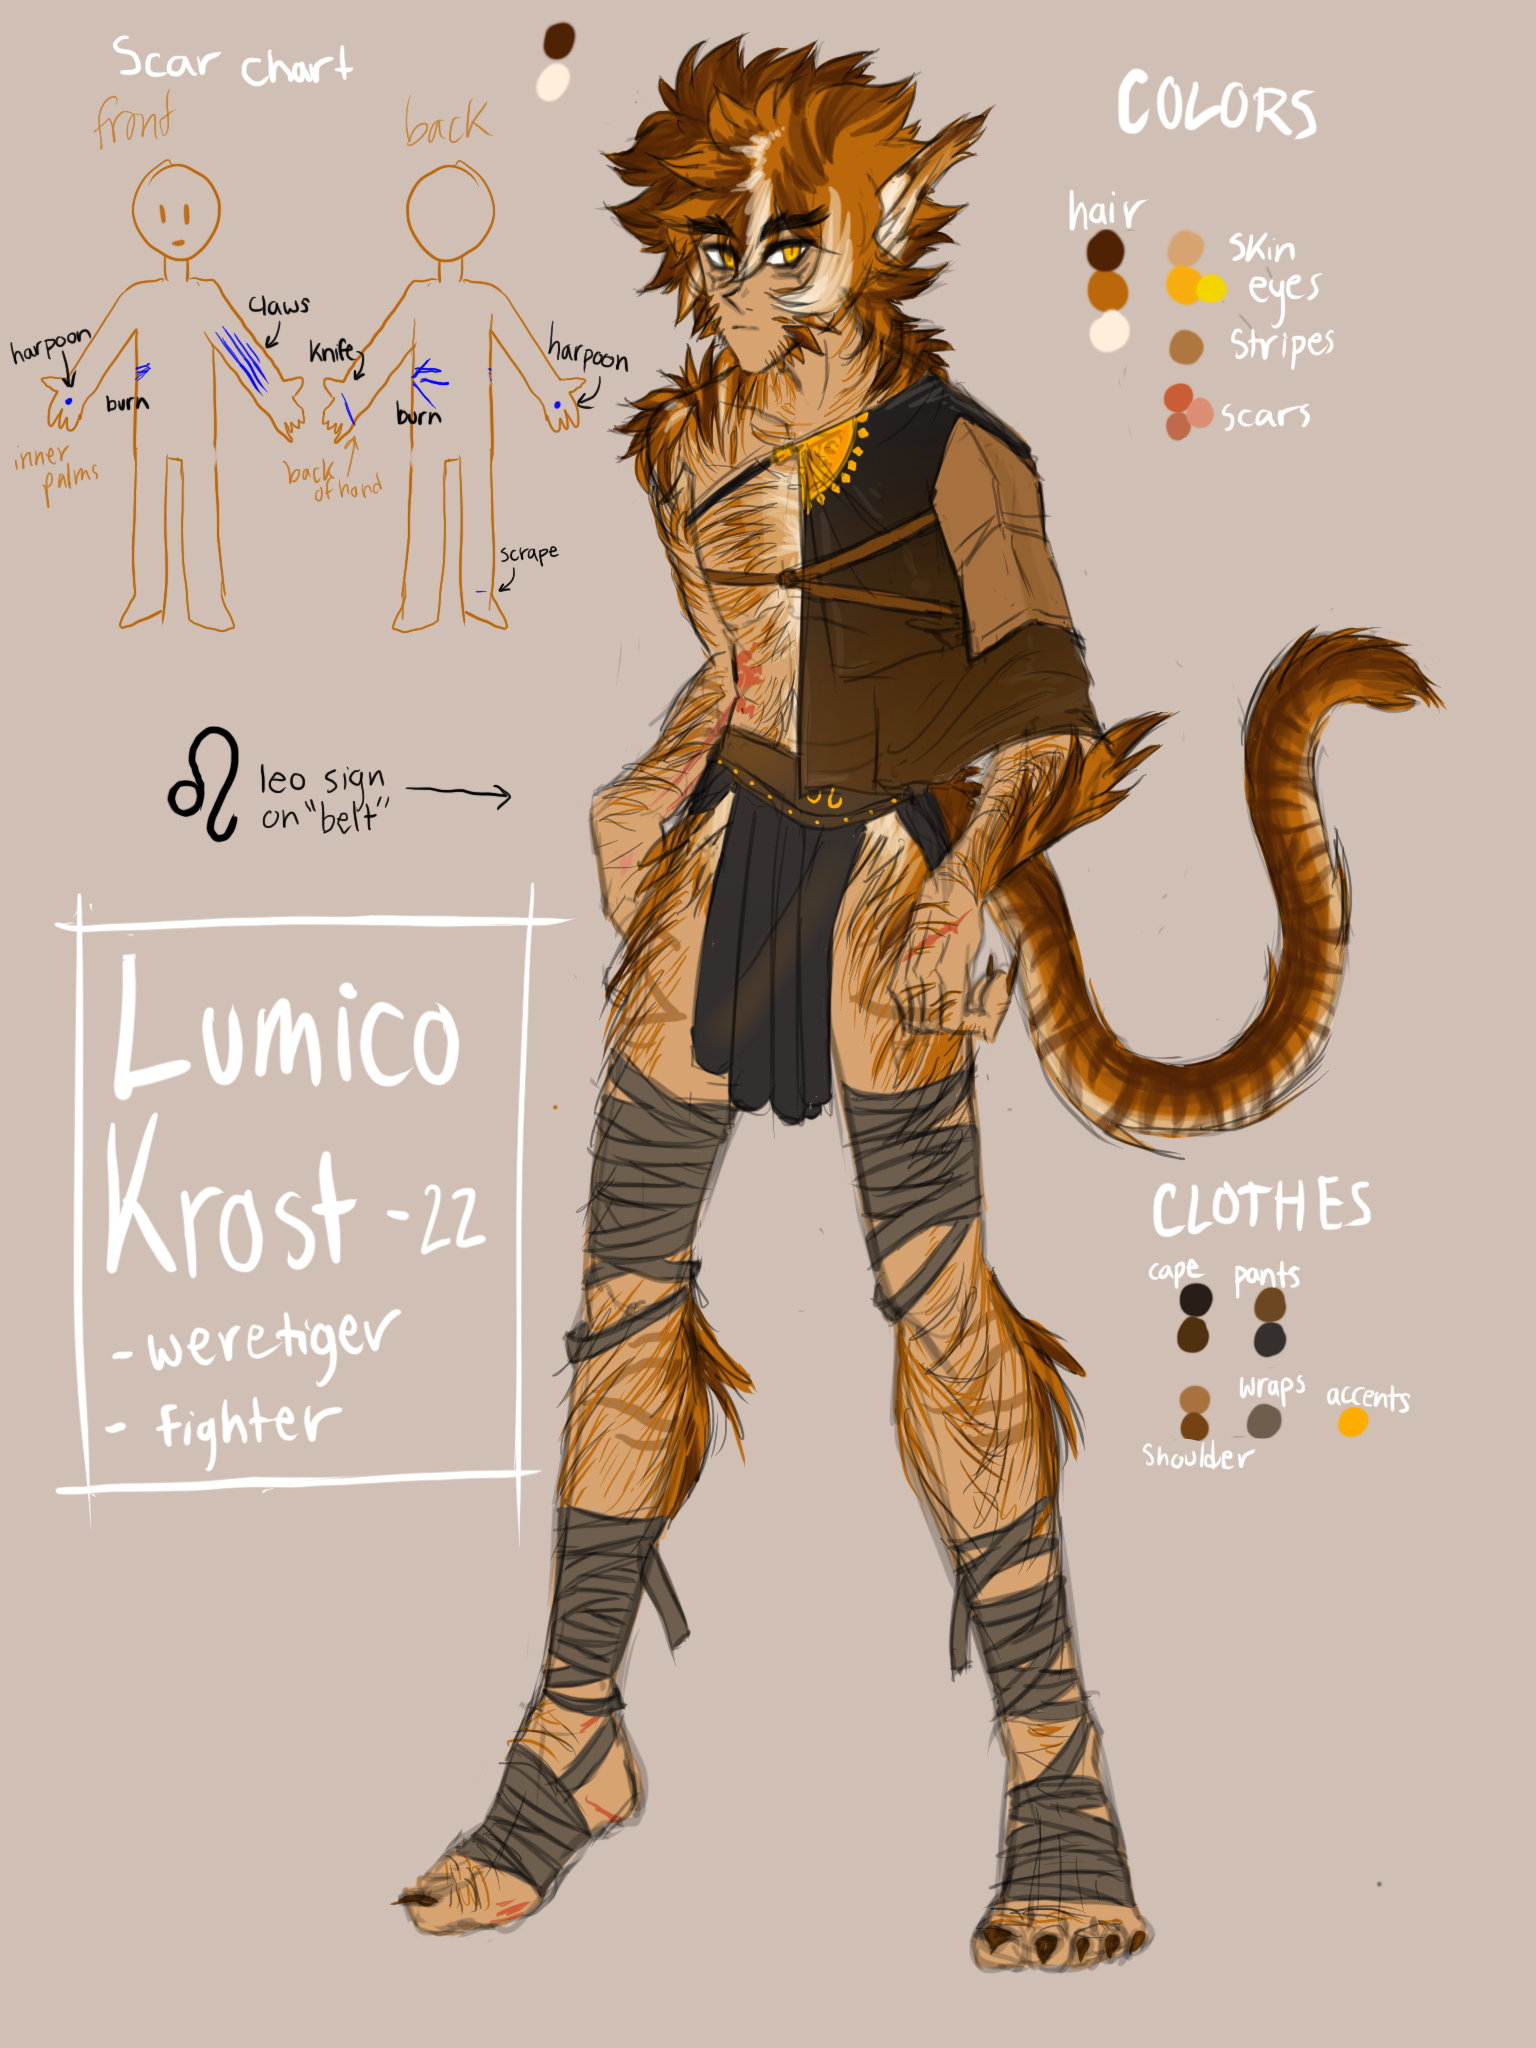 Scar chart
front
back
harpoon
claws
burn
inner
palms
knife
burn
harpoon
back
of hand
scrape
COLORS
hair
skin
eyes
stripes
scars
leo sign
on "belt"
Lumico
Krost - 22
- weretiger
- fighter
CLOTHES
cape
pants
shoulder
wraps
accents